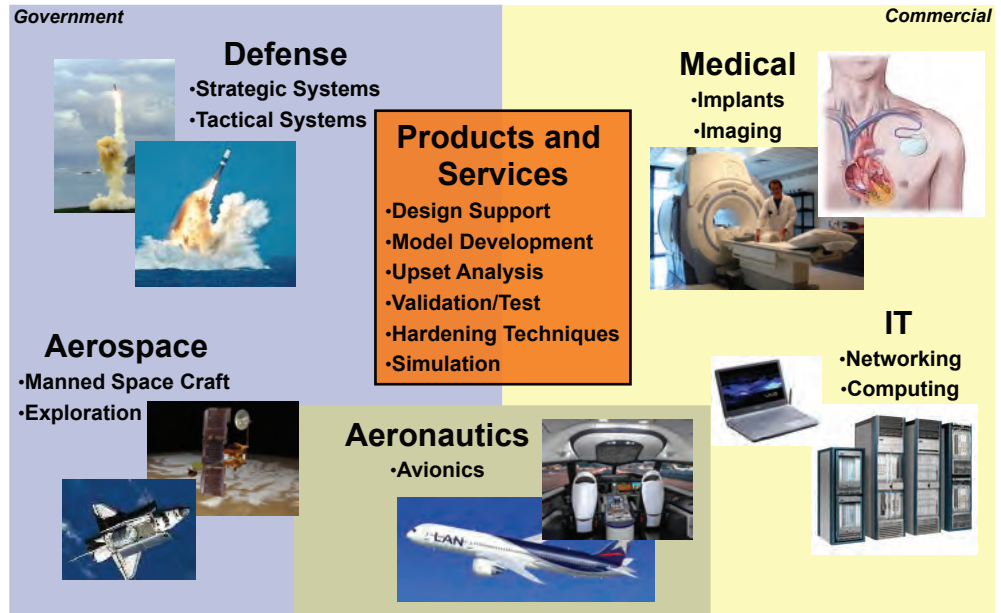 Government
Commercial
Defense
•Strategic Systems
•Tactical Systems
Medical
•Implants
•Imaging
Products and
Services
•Design Support
•Model Development
•Upset Analysis
•Validation/Test
•Hardening Techniques
•Simulation
Aerospace
•Manned Space Craft
•Exploration
IT
•Networking
•Computing
Aeronautics
•Avionics
LAN